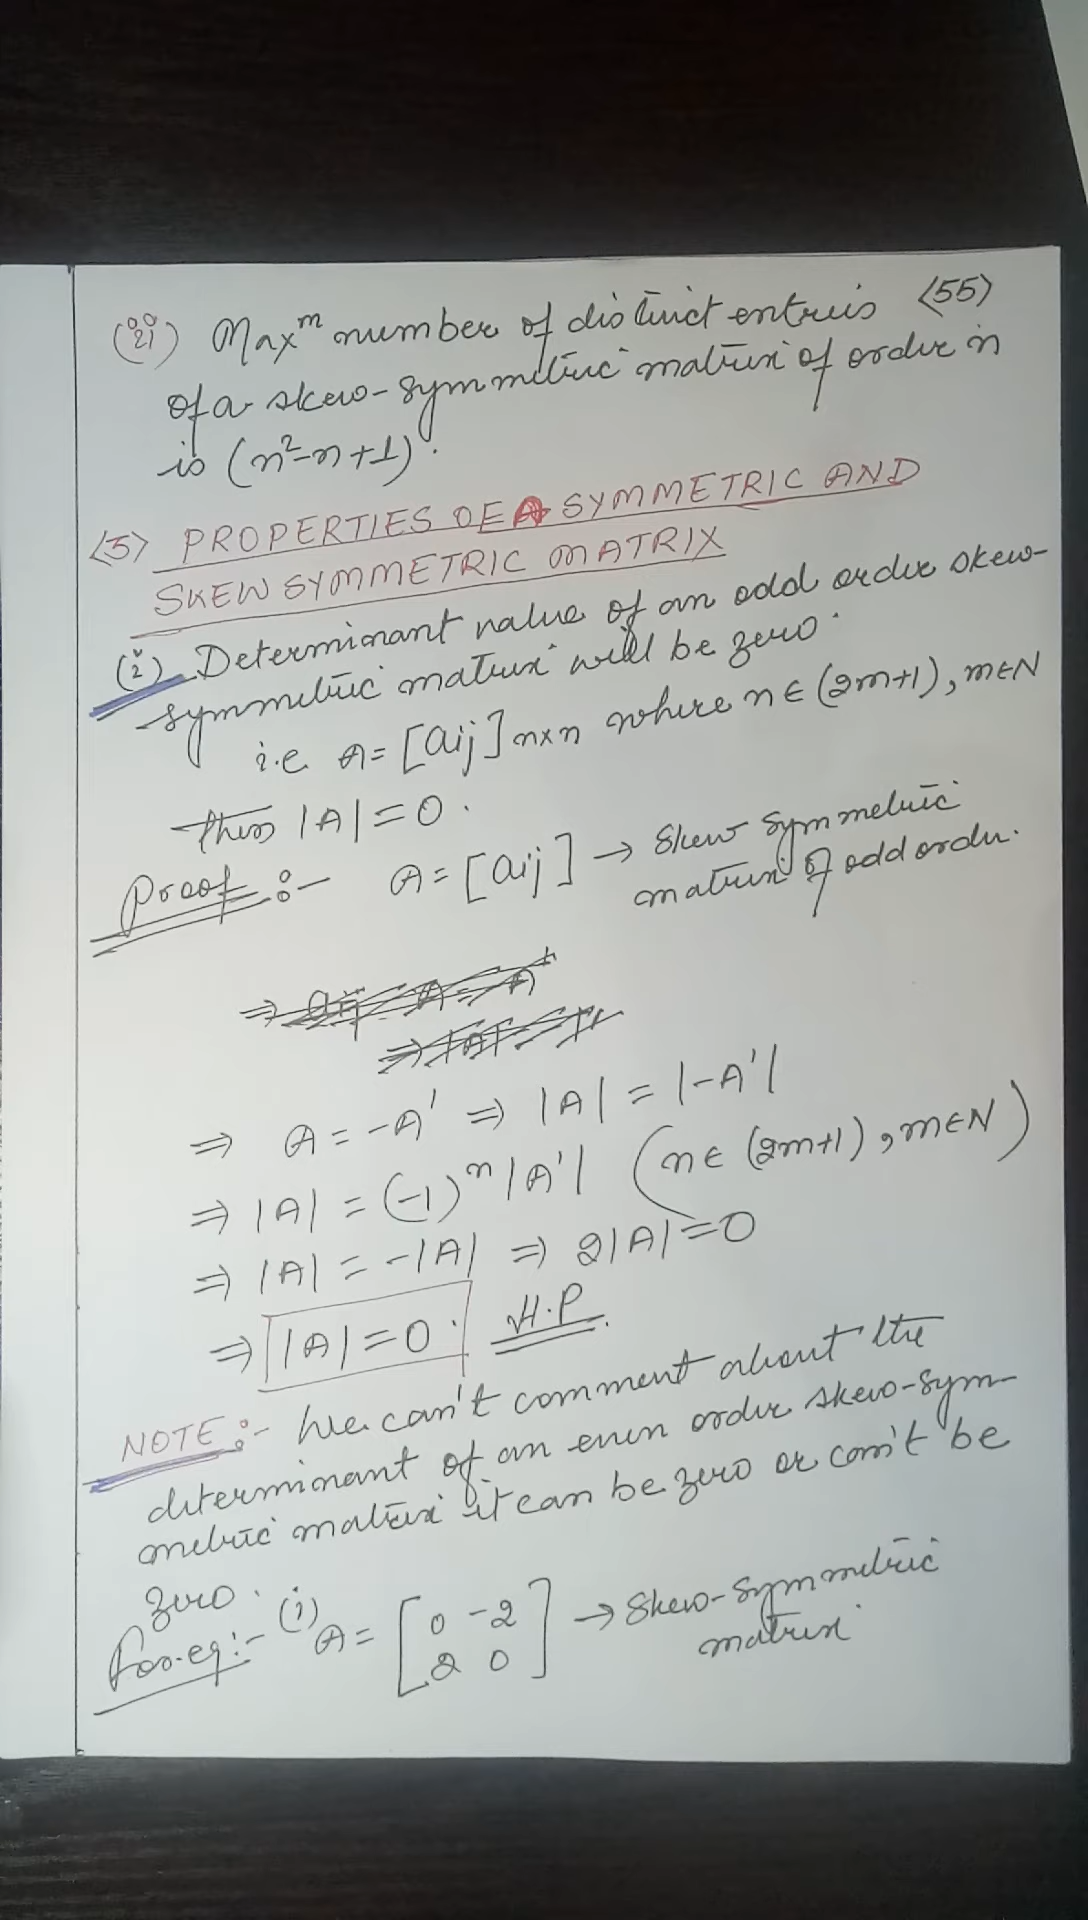 (ii) Maxᵐ number of distinct entries <55>
of a skew-symmetric matrix of order n
is (n²-n+1).
<5> PROPERTIES OF SYMMETRIC AND
SKEW SYMMETRIC MATRIX
(i) Determinant value of an odd order skew-
symmetric matrix will be zero.
i.e A = [aij] n×n where n ∈ (2m+1), m∈N
then |A| = 0.
Proof :- A = [aij] → Skew symmetric
matrix of odd order.
⇒ A = -A' ⇒ |A| = |-A'|
⇒ |A| = (-1)ⁿ |A'| (n ∈ (2m+1), m∈N)
⇒ |A| = -|A| ⇒ 2|A| = 0
⇒ |A| = 0. H.P.
NOTE :- We can't comment about the
determinant of an even order skew-sym-
metric matrix it can be zero or can't be
zero.
For.eg:- (i) A = [0 -2
2 0] → Skew-Symmetric
matrix